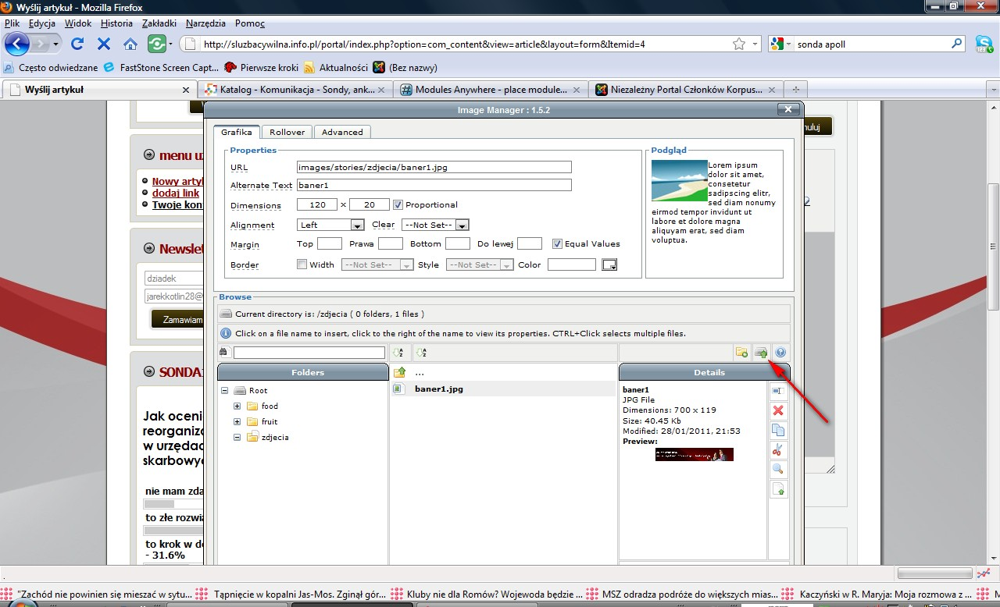 Wyślij artykuł - Mozilla Firefox
Plik Edycja Widok Historia Zakładki Narzędzia Pomoc
http://sluzbacywilna.info.pl/portal/index.php?option=com_content&view=article&layout=form&Itemid=4
sonda apoll
Często odwiedzane FastStone Screen Capt... Pierwsze kroki Aktualności (Bez nazwy)
Wyślij artykuł
Katalog - Komunikacja - Sondy, ank...
Modules Anywhere - place module...
Niezależny Portal Członków Korpus...
Image Manager : 1.5.2
Grafika Rollover Advanced
nuluj
Properties
URL images/stories/zdjecia/baner1.jpg
Alternate Text baner1
Dimensions 120 x 20 Proportional
Alignment Left Clear --Not Set--
Margin Top Prawa Bottom Do lewej Equal Values
Border Width --Not Set-- Style --Not Set-- Color
Podgląd
Lorem ipsum
dolor sit amet,
consetetur
sadipscing elitr,
sed diam nonumy
eirmod tempor invidunt ut
labore et dolore magna
aliquyam erat, sed diam
voluptua.
menu uz
Nowy artyk
dodaj link
Twoje kon
Newslet
dziadek
jarekkotlin28@
Zamawiam
SONDA
Jak oceni
reorganiza
w urzęda
skarbowyc
nie mam zda
to złe rozwia
to krok w do
- 31.6%
Browse
Current directory is: /zdjecia ( 0 folders, 1 files )
Click on a file name to insert, click to the right of the name to view its properties. CTRL+Click selects multiple files.
Folders
Root
food
fruit
zdjecia
...
baner1.jpg
Details
baner1
JPG File
Dimensions: 700 x 119
Size: 40.45 Kb
Modified: 28/01/2011, 21:53
Preview:
"Zachód nie powinien się mieszać w sytu...
Tąpnięcie w kopalni Jas-Mos. Zginął gór...
Kluby nie dla Romów? Wojewoda śledzie ...
MSZ odradza podróże do większych mias...
Kaczyński w R. Maryja: Moja rozmowa z ...
M